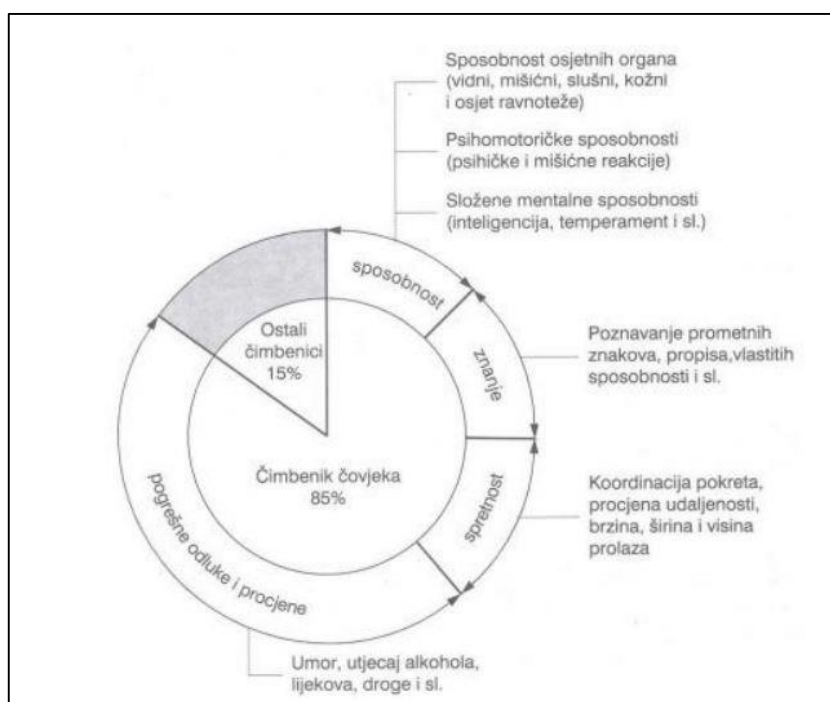 Sposobnost osjetnih organa
(vidni, mišićni, slušni, kožni
i osjet ravnoteže)
Psihomotoričke sposobnosti
(psihičke i mišićne reakcije)
Složene mentalne sposobnosti
(inteligencija, temperament i sl.)
sposobnost
Ostali
čimbenici
15%
znanje
Poznavanje prometnih
znakova, propisa,vlastitih
sposobnosti i sl.
Čimbenik čovjeka
85%
spretnost
Koordinacija pokreta,
procjena udaljenosti,
brzina, širina i visina
prolaza
pogrešne odluke i procjene
Umor, utjecaj alkohola,
lijekova, droge i sl.